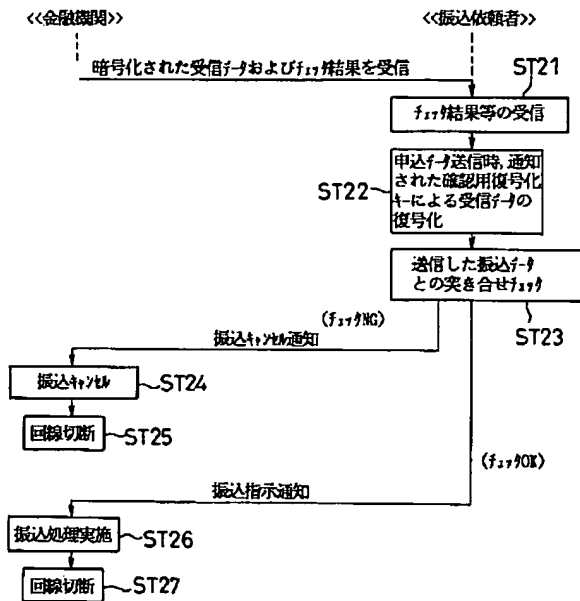 <<金融機関>>
<<振込依頼者>>
暗号化された受信データおよびチェック結果を受信
ST21
チェック結果等の受信
申込データ送信時,通知
された確認用復号化
キーによる受信データの
復号化
ST22
送信した振込データ
との突き合せチェック
ST23
(チェックNG)
振込キャンセル通知
振込キャンセル
ST24
回線切断
ST25
(チェックOK)
振込指示通知
振込処理実施
ST26
回線切断
ST27